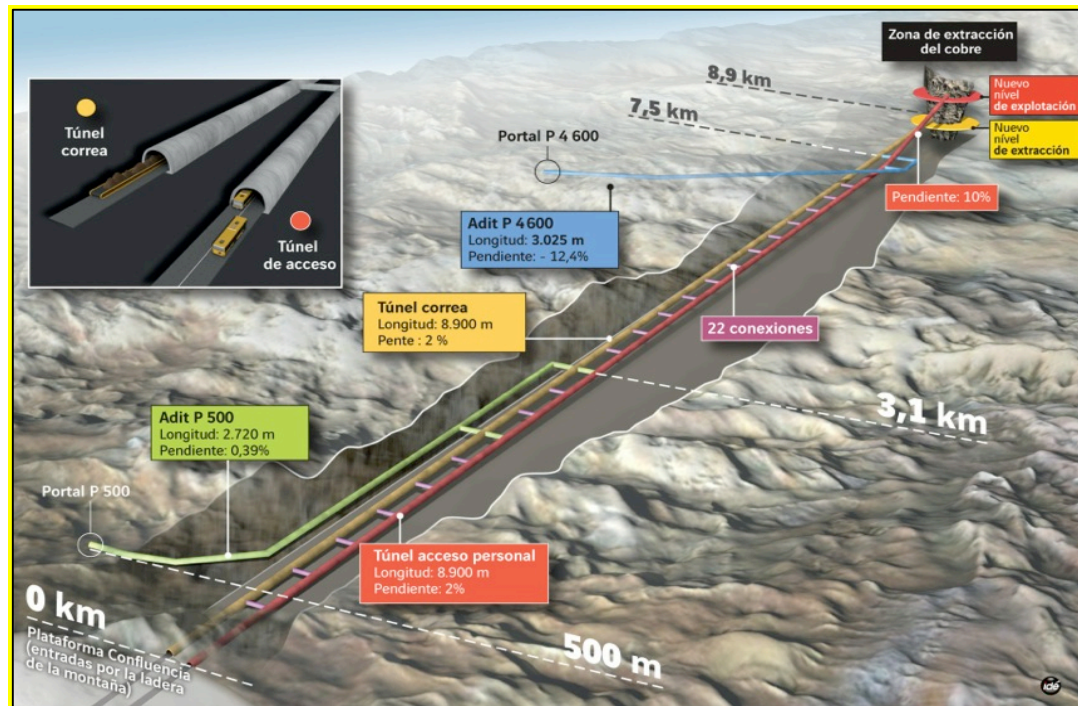 Zona de extracción
del cobre
8,9 km
7,5 km
Nuevo
nível
de explotación
Nuevo
nível
de extracción
Túnel
correa
Túnel
de acceso
Portal P 4 600
Pendiente: 10%
Adit P 4600
Longitud: 3.025 m
Pendiente: - 12,4%
Túnel correa
Longitud: 8.900 m
Pente : 2 %
22 conexiones
3,1 km
Adit P 500
Longitud: 2.720 m
Pendiente: 0,39%
Portal P 500
Túnel acceso personal
Longitud: 8.900 m
Pendiente: 2%
0 km
Plataforma Confluencia
(entradas por la ladera
de la montaña)
500 m
idé